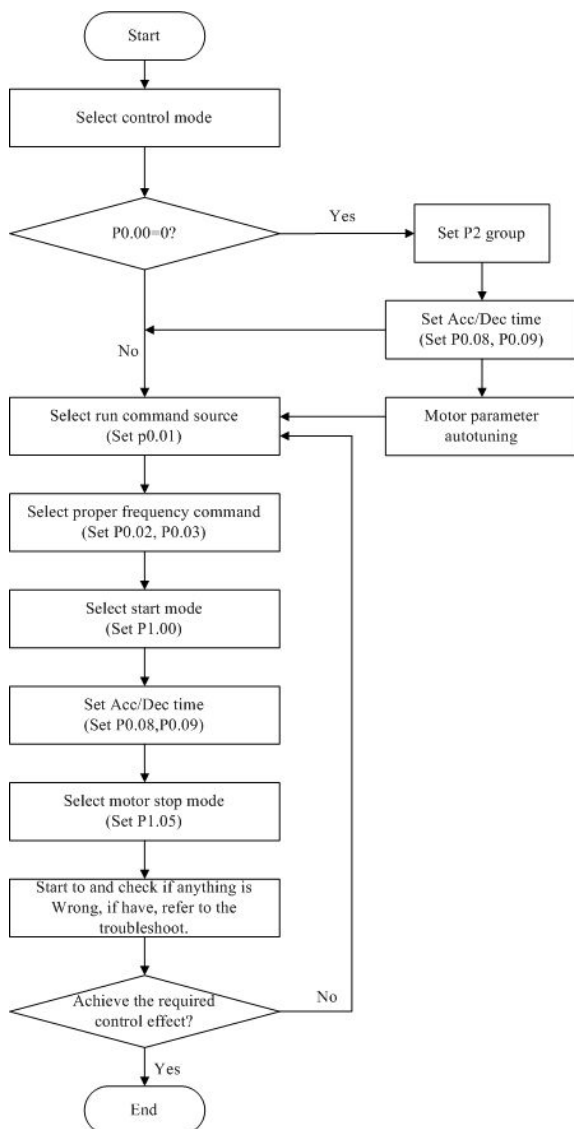 Start
Select control mode
P0.00=0?
Yes
Set P2 group
Set Acc/Dec time
(Set P0.08, P0.09)
No
Select run command source
(Set p0.01)
Motor parameter
autotuning
Select proper frequency command
(Set P0.02, P0.03)
Select start mode
(Set P1.00)
Set Acc/Dec time
(Set P0.08,P0.09)
Select motor stop mode
(Set P1.05)
Start to and check if anything is
Wrong, if have, refer to the
troubleshoot.
Achieve the required
control effect?
No
Yes
End